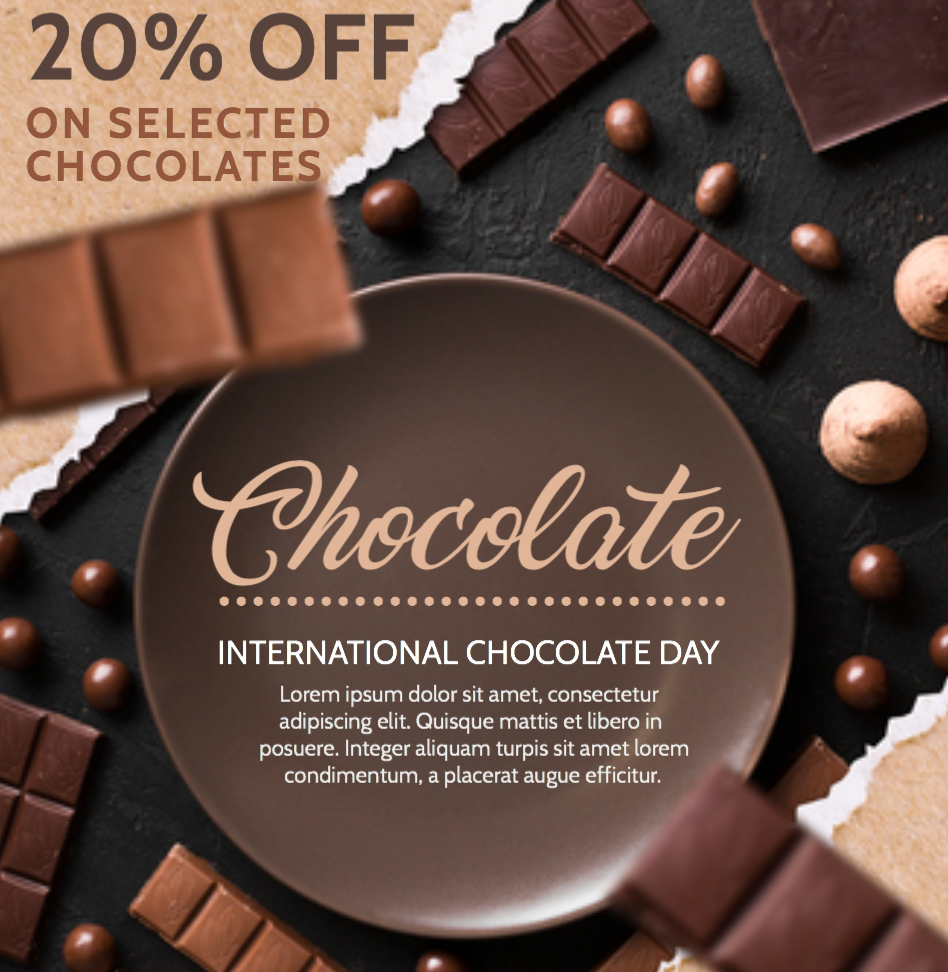 20% OFF
ON SELECTED
CHOCOLATES
Chocolate
INTERNATIONAL CHOCOLATE DAY
Lorem ipsum dolor sit amet, consectetur
adipiscing elit. Quisque mattis et libero in
posuere. Integer aliquam turpis sit amet lorem
condimentum, a placerat augue efficitur.